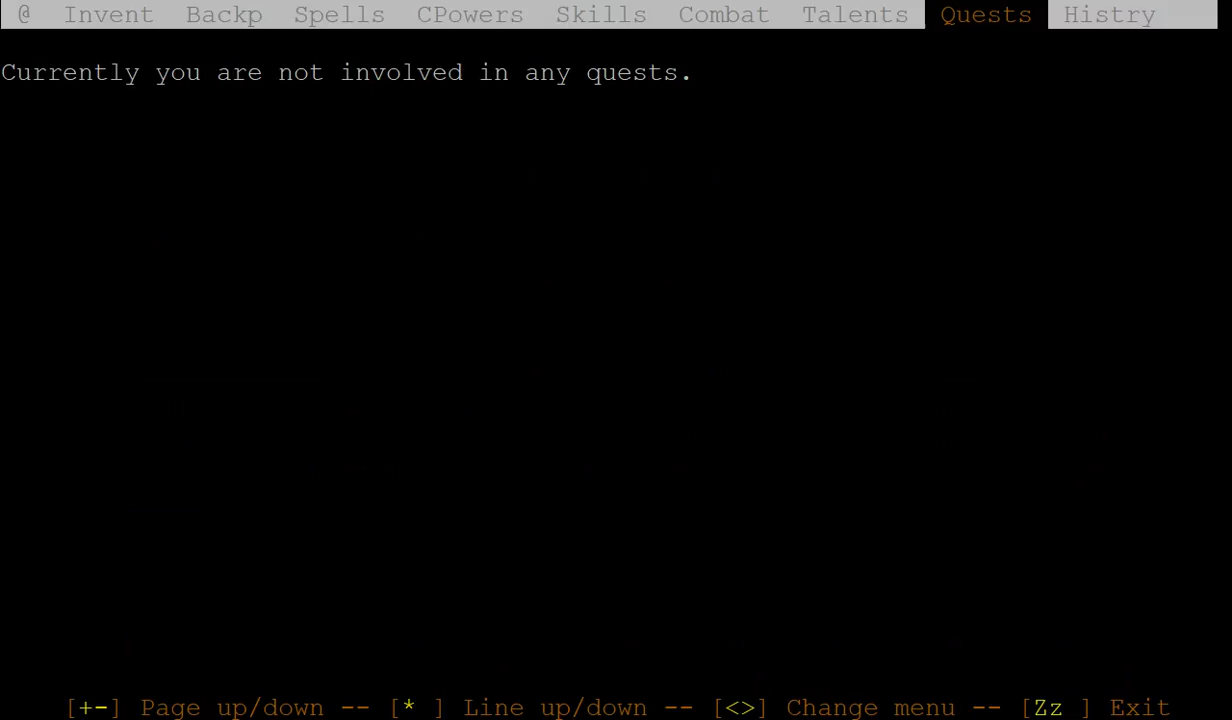 @ Invent Backp Spells CPowers Skills Combat Talents Quests Histry
Currently you are not involved in any quests.
[+-] Page up/down -- [* ] Line up/down -- [<>] Change menu -- [Zz ] Exit